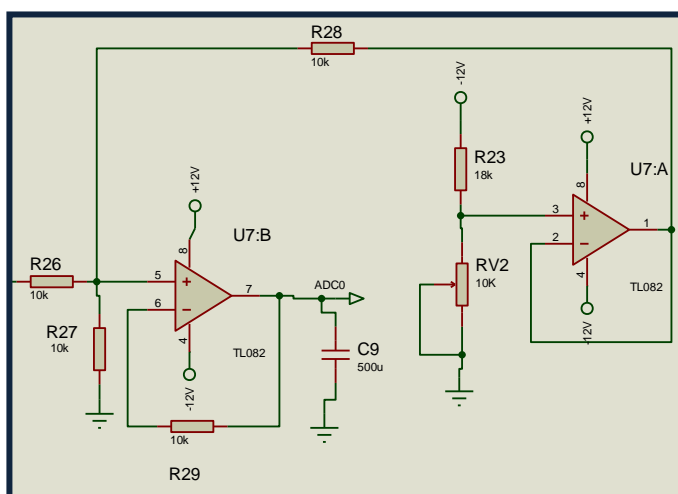 R28
10k
-12V
+12V
R23
18k
U7:A
8
3
1
2
4
TL082
-12V
RV2
10K
+12V
U7:B
8
R26
10k
5
6
7
ADC0
4
TL082
-12V
R27
10k
C9
500u
10k
R29